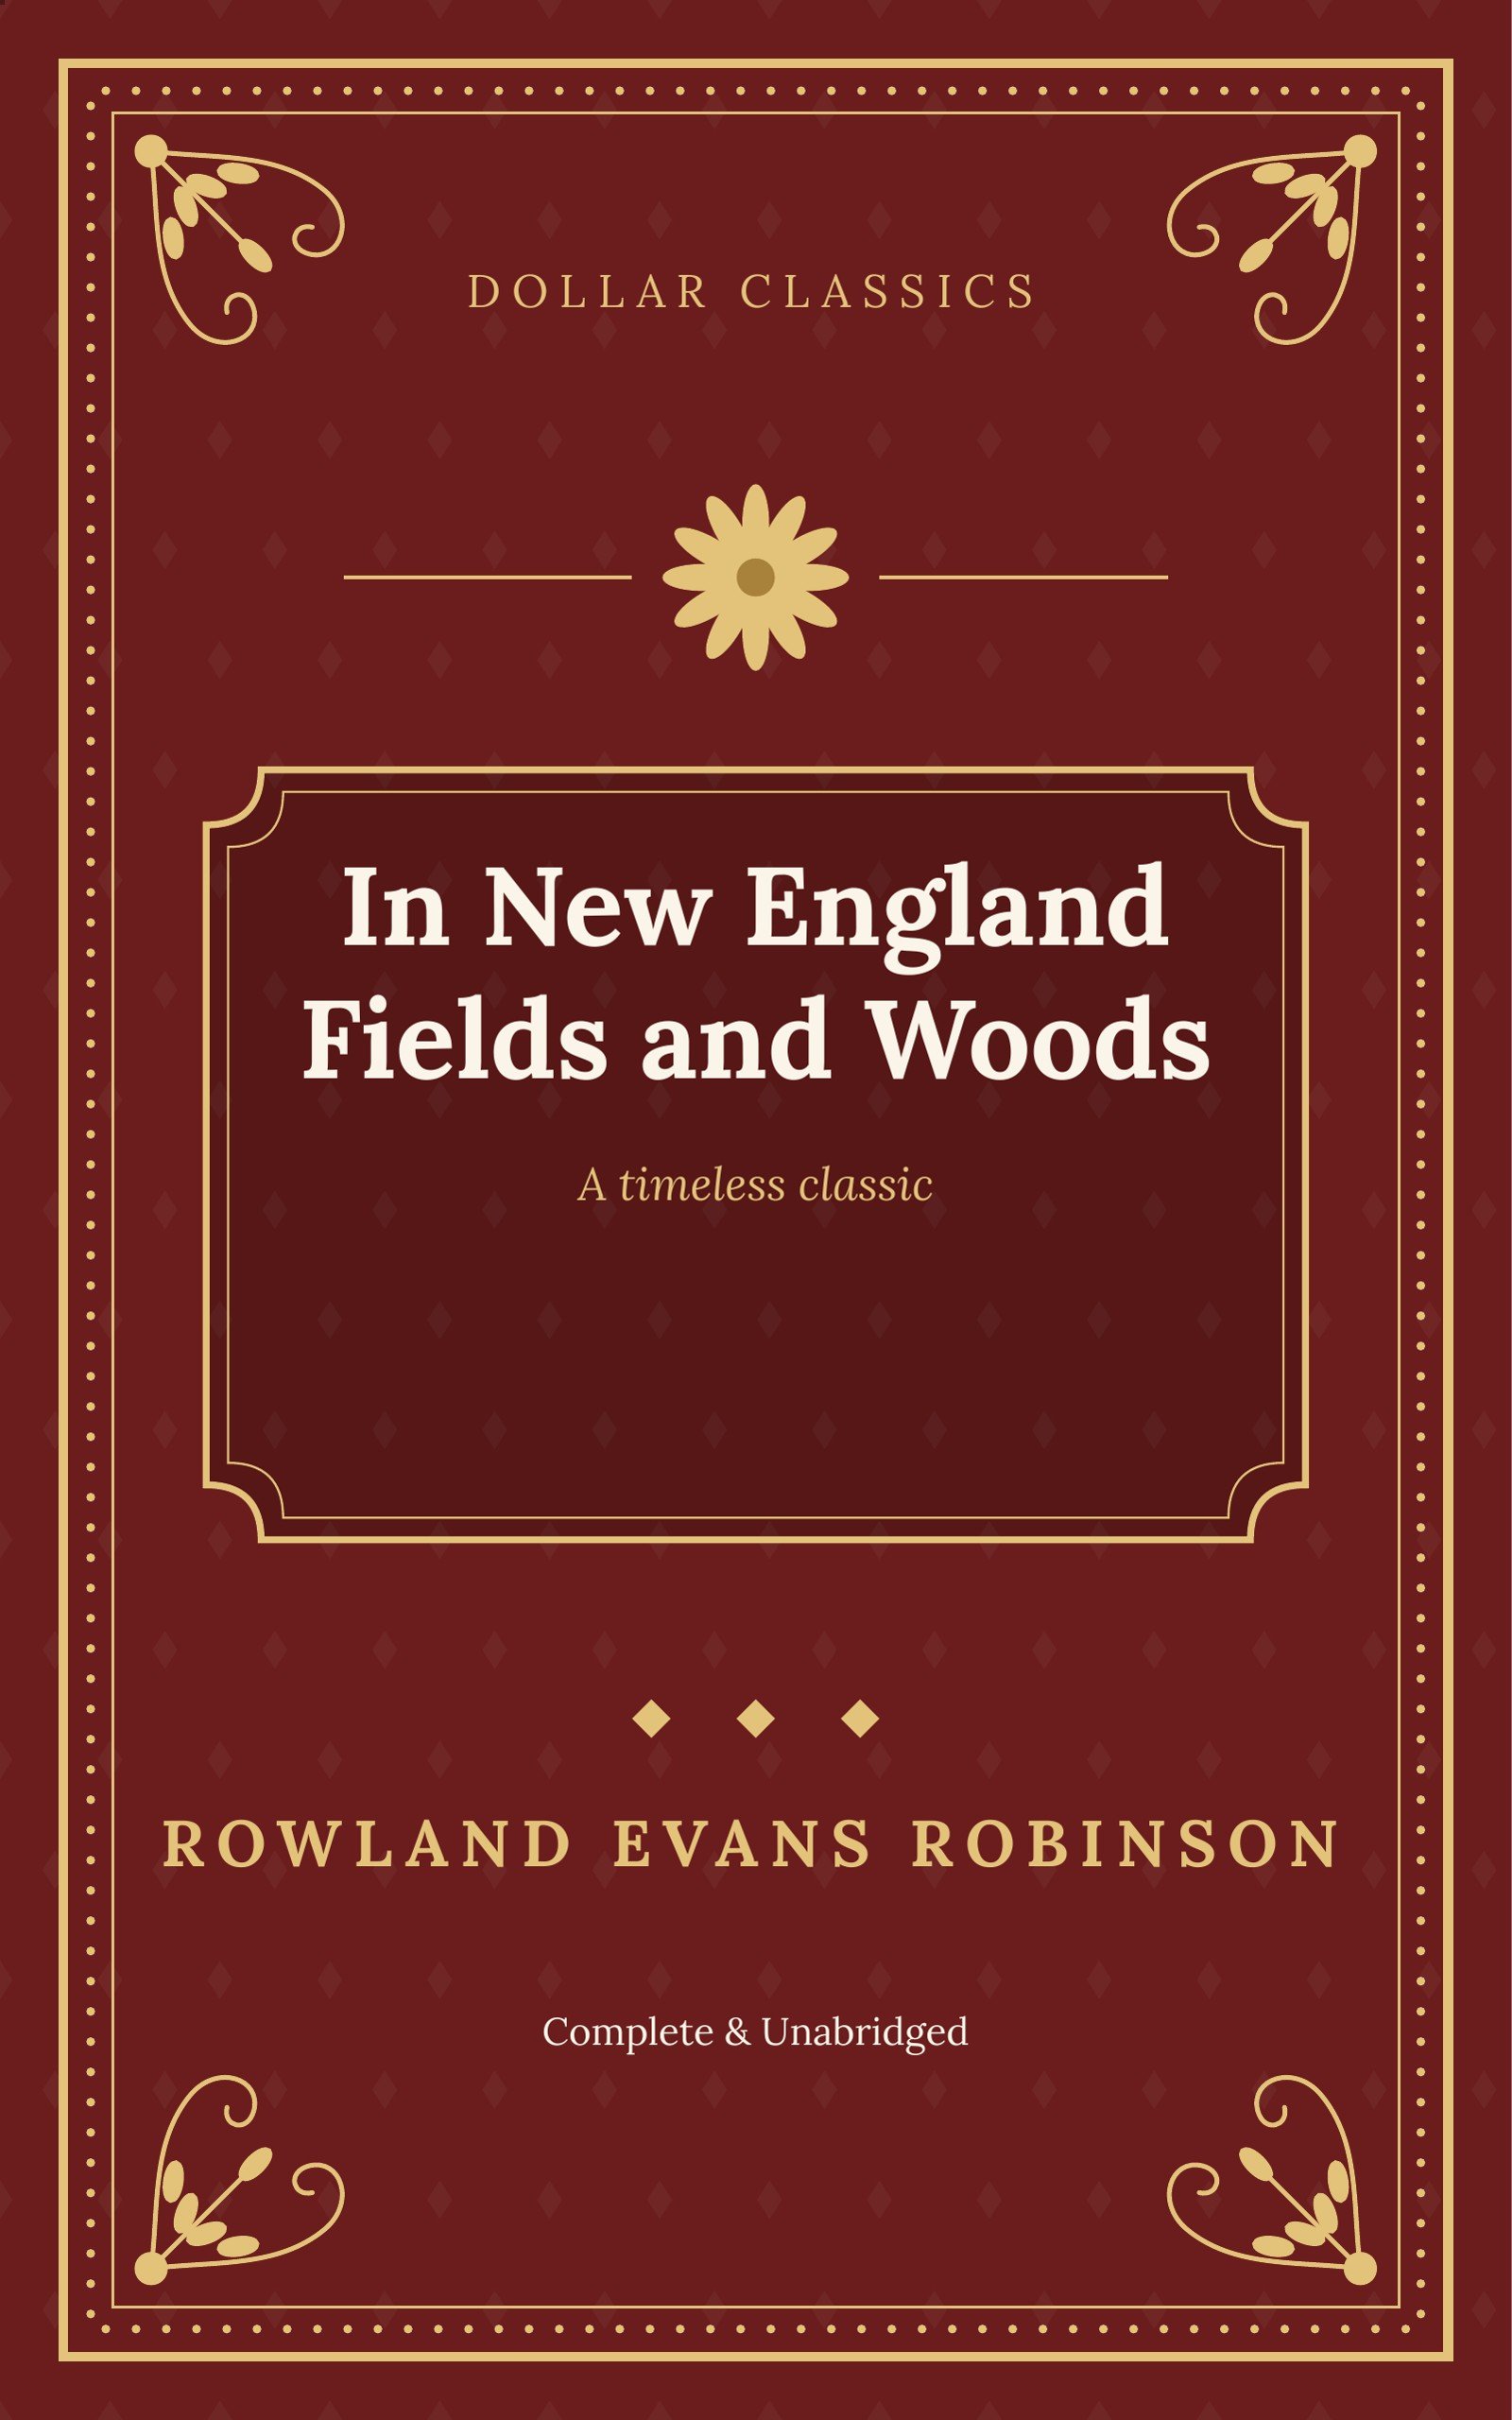 DOLLAR CLASSICS
In New England
Fields and Woods
A timeless classic
ROWLAND EVANS ROBINSON
Complete & Unabridged